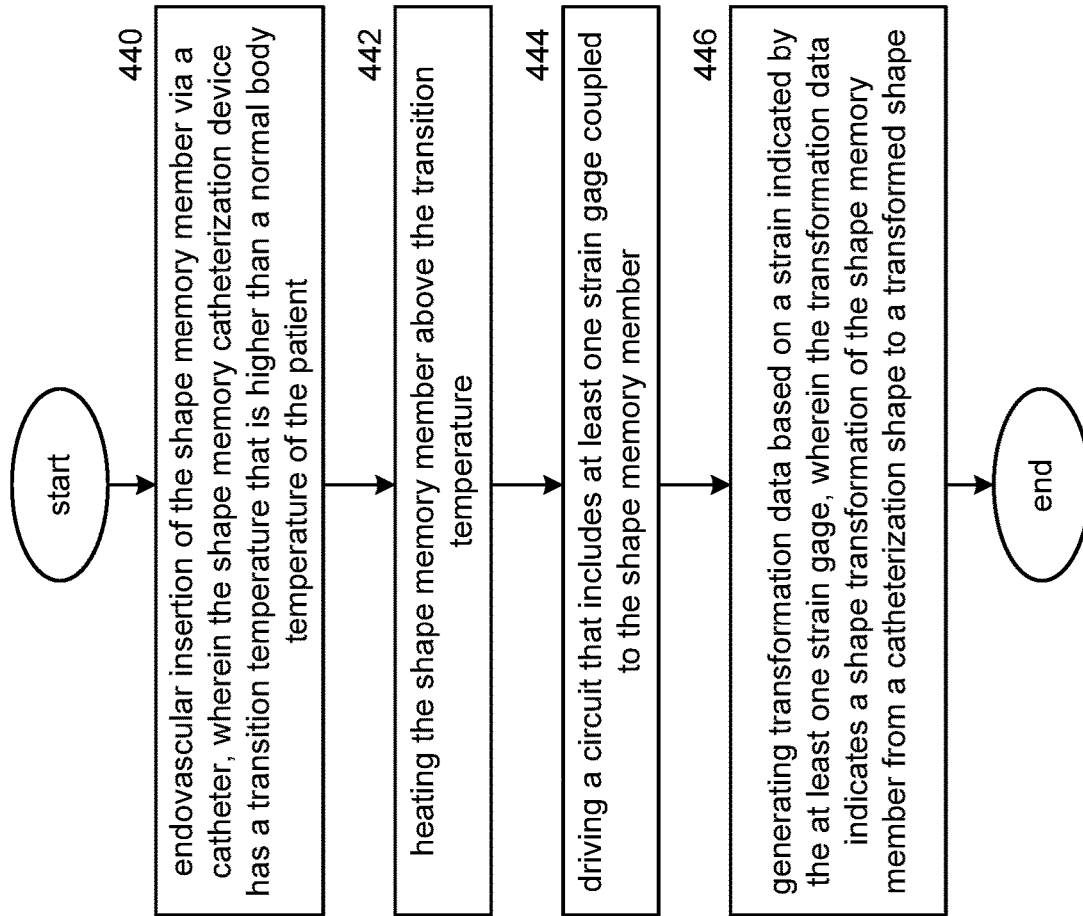 start
440
endovascular insertion of the shape memory member via a
catheter, wherein the shape memory catheterization device
has a transition temperature that is higher than a normal body
temperature of the patient
442
heating the shape memory member above the transition
temperature
444
driving a circuit that includes at least one strain gage coupled
to the shape memory member
446
generating transformation data based on a strain indicated by
the at least one strain gage, wherein the transformation data
indicates a shape transformation of the shape memory
member from a catheterization shape to a transformed shape
end